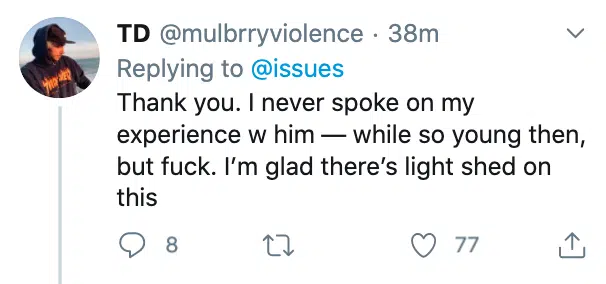 TD @mulbrryviolence · 38m
Replying to @issues
Thank you. I never spoke on my
experience w him — while so young then,
but fuck. I’m glad there’s light shed on
this
8 77